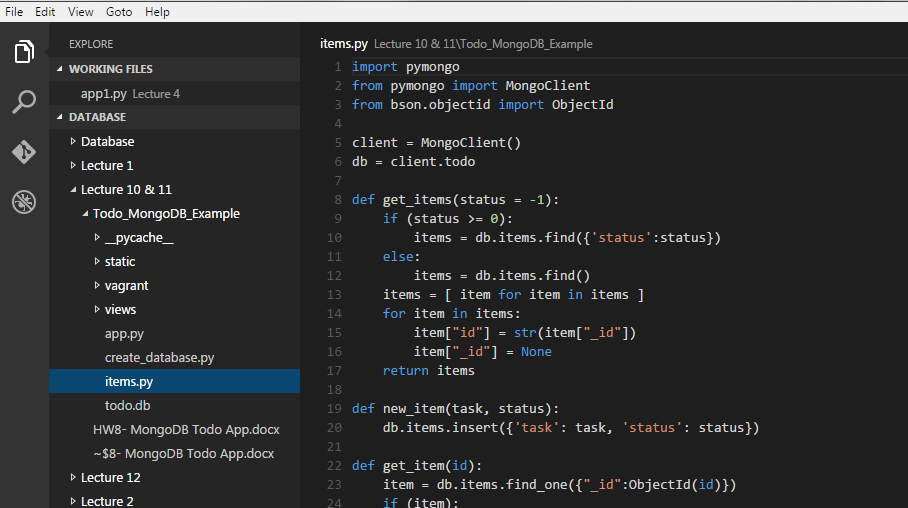 File Edit View Goto Help
EXPLORE
WORKING FILES
app1.py Lecture 4
DATABASE
Database
Lecture 1
Lecture 10 & 11
Todo_MongoDB_Example
__pycache__
static
vagrant
views
app.py
create_database.py
items.py
todo.db
HW8- MongoDB Todo App.docx
~$8- MongoDB Todo App.docx
Lecture 12
Lecture 2
items.py Lecture 10 & 11\Todo_MongoDB_Example
1 import pymongo
2 from pymongo import MongoClient
3 from bson.objectid import ObjectId
4
5 client = MongoClient()
6 db = client.todo
7
8 def get_items(status = -1):
9     if (status >= 0):
10         items = db.items.find({'status':status})
11     else:
12         items = db.items.find()
13     items = [ item for item in items ]
14     for item in items:
15         item["id"] = str(item["_id"])
16         item["_id"] = None
17     return items
18
19 def new_item(task, status):
20     db.items.insert({'task': task, 'status': status})
21
22 def get_item(id):
23     item = db.items.find_one({"_id":ObjectId(id)})
24     if (item):